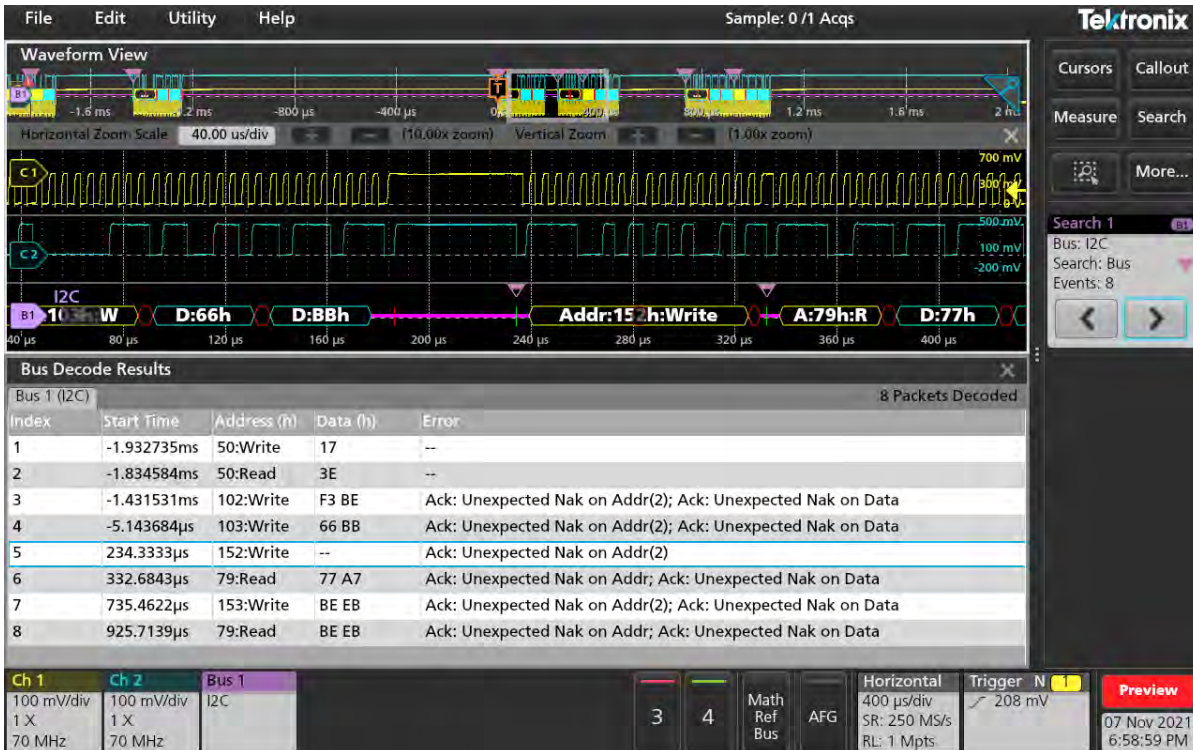 File Edit Utility Help Sample: 0 /1 Acqs Tektronix
Waveform View
B1
T
-1.6 ms -800 µs -400 µs 1.2 ms 1.6 ms
Horizontal Zoom Scale 40.00 us/div (10.00x zoom) Vertical Zoom (1.00x zoom)
C 1
700 mV
300 mV
0 V
C 2
500 mV
100 mV
-200 mV
I2C
B1 W D:66h D:BBh Addr:152h:Write A:79h:R D:77h
40 µs 80 µs 120 µs 160 µs 200 µs 240 µs 280 µs 320 µs 360 µs 400 µs
Bus Decode Results
Bus 1 (I2C) 8 Packets Decoded
Index Start Time Address (h) Data (h) Error
1 -1.932735ms 50:Write 17 --
2 -1.834584ms 50:Read 3E --
3 -1.431531ms 102:Write F3 BE Ack: Unexpected Nak on Addr(2); Ack: Unexpected Nak on Data
4 -5.143684µs 103:Write 66 BB Ack: Unexpected Nak on Addr(2); Ack: Unexpected Nak on Data
5 234.3333µs 152:Write -- Ack: Unexpected Nak on Addr(2)
6 332.6843µs 79:Read 77 A7 Ack: Unexpected Nak on Addr; Ack: Unexpected Nak on Data
7 735.4622µs 153:Write BE EB Ack: Unexpected Nak on Addr(2); Ack: Unexpected Nak on Data
8 925.7139µs 79:Read BE EB Ack: Unexpected Nak on Addr; Ack: Unexpected Nak on Data
Cursors Callout
Measure Search
More...
Search 1 B1
Bus: I2C
Search: Bus
Events: 8
Ch 1
100 mV/div
1 X
70 MHz
Ch 2
100 mV/div
1 X
70 MHz
Bus 1
I2C
3
4
Math
Ref
Bus
AFG
Horizontal
400 µs/div
SR: 250 MS/s
RL: 1 Mpts
Trigger N 1
208 mV
Preview
07 Nov 2021
6:58:59 PM